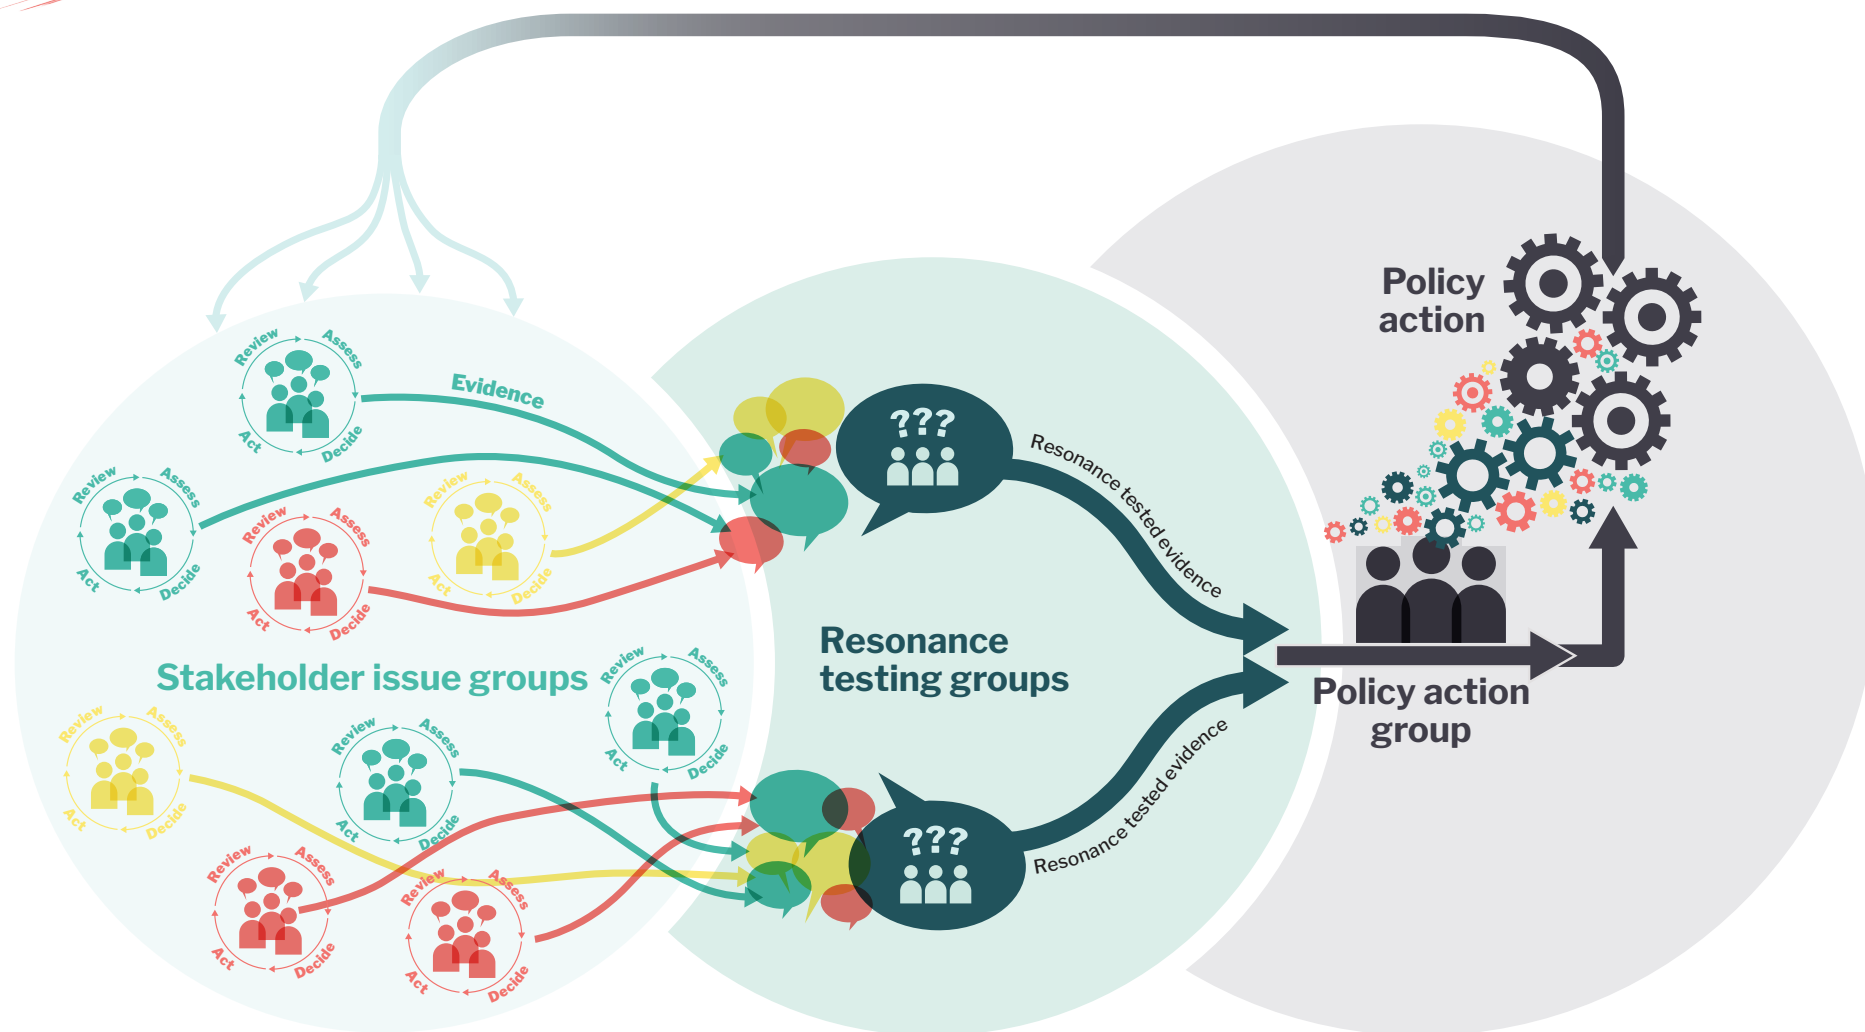 Policy
action
Review
Assess
Decide
Act
Evidence
???
Resonance tested evidence
Review
Assess
Decide
Act
Review
Assess
Decide
Act
Review
Assess
Decide
Act
Stakeholder issue groups
Review
Assess
Decide
Act
Resonance
testing groups
Policy action
group
Review
Assess
Decide
Act
Review
Assess
Decide
Act
???
Resonance tested evidence
Review
Assess
Decide
Act
Review
Assess
Decide
Act